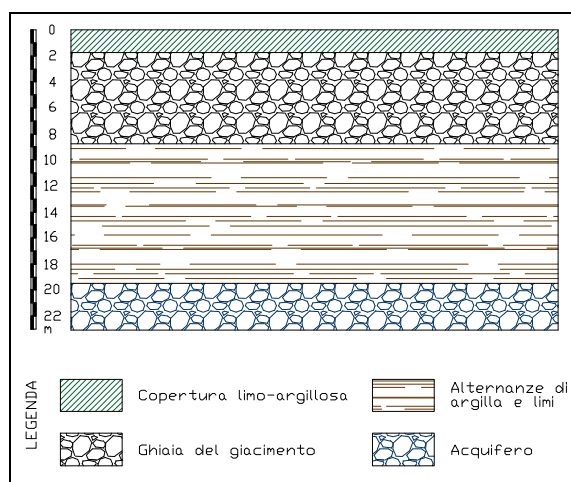 0
2
4
6
8
10
12
14
16
18
20
22
m
LEGENDA
Copertura limo-argillosa
Alternanze di
argilla e limi
Ghiaia del giacimento
Acquifero